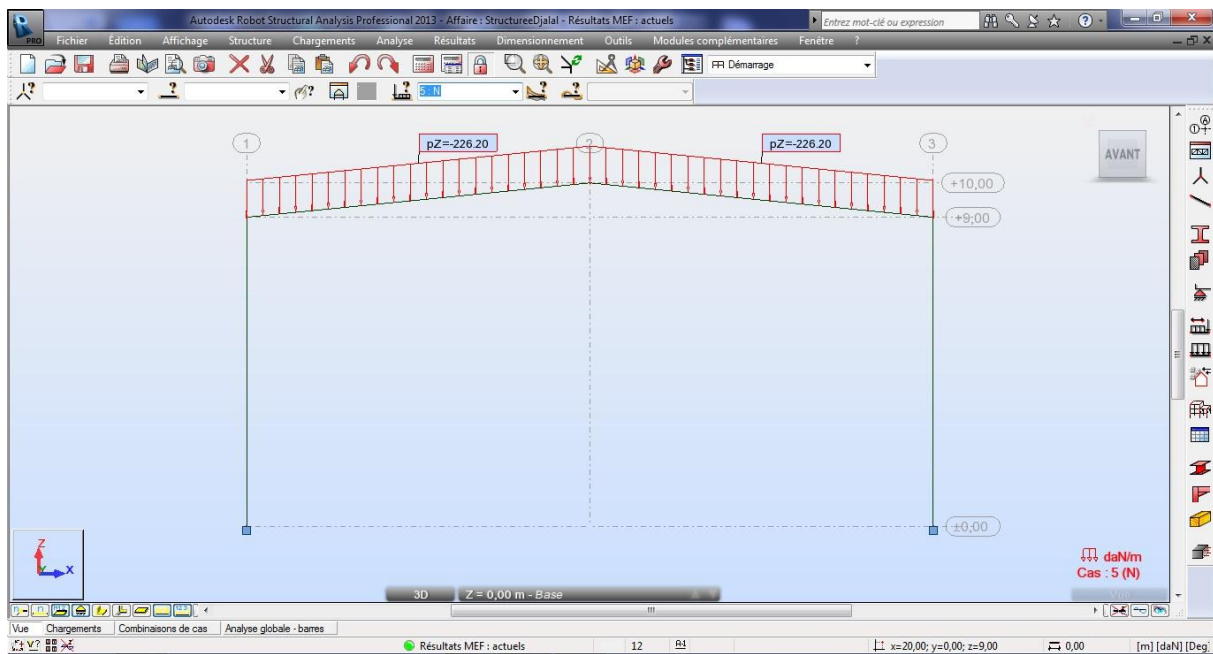 Autodesk Robot Structural Analysis Professional 2013 - Affaire : StructureeDjalal - Résultats MEF : actuels
Entrez mot-clé ou expression
PRO
Fichier Édition Affichage Structure Chargements Analyse Résultats Dimensionnement Outils Modules complémentaires Fenêtre ?
Démarrage
5 : N
1
pZ=-226.20
2
pZ=-226.20
3
AVANT
+10,00
+9,00
±0,00
Z
Y
X
daN/m
Cas : 5 (N)
3D
Z = 0,00 m - Base
Vue
Vue Chargements Combinaisons de cas Analyse globale - barres
Résultats MEF : actuels
12
x=20,00; y=0,00; z=9,00
0,00
[m] [daN] [Deg]